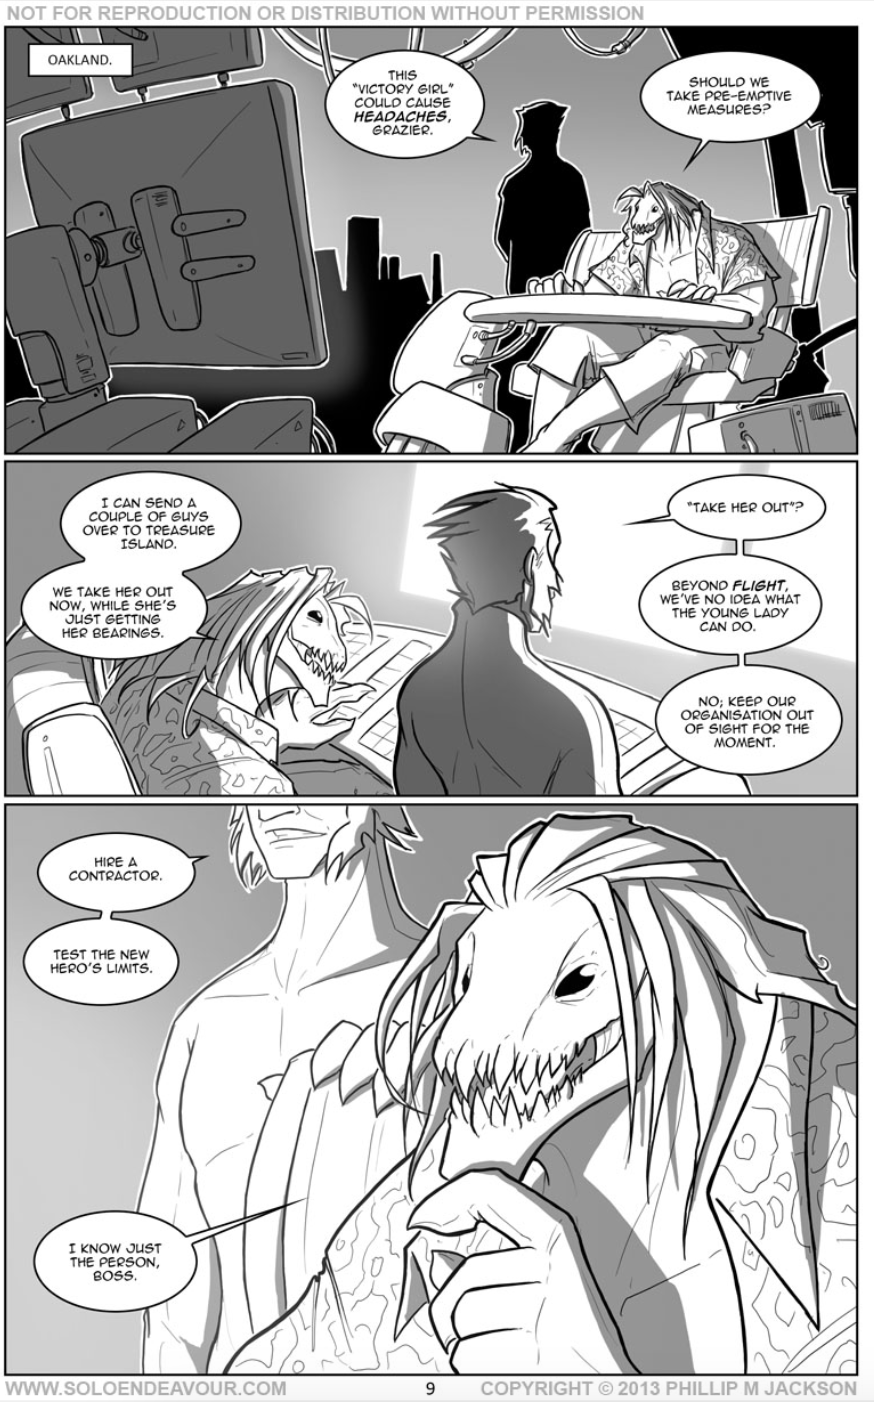 NOT FOR REPRODUCTION OR DISTRIBUTION WITHOUT PERMISSION
OAKLAND.
THIS
"VICTORY GIRL"
COULD CAUSE
HEADACHES,
GRAZIER.
SHOULD WE
TAKE PRE-EMPTIVE
MEASURES?
I CAN SEND A
COUPLE OF GUYS
OVER TO TREASURE
ISLAND.
WE TAKE HER OUT
NOW, WHILE SHE'S
JUST GETTING
HER BEARINGS.
"TAKE HER OUT"?
BEYOND FLIGHT,
WE'VE NO IDEA WHAT
THE YOUNG LADY
CAN DO.
NO; KEEP OUR
ORGANISATION OUT
OF SIGHT FOR THE
MOMENT.
HIRE A
CONTRACTOR.
TEST THE NEW
HERO'S LIMITS.
I KNOW JUST
THE PERSON,
BOSS.
WWW.SOLOENDEAVOUR.COM
9
COPYRIGHT © 2013 PHILLIP M JACKSON